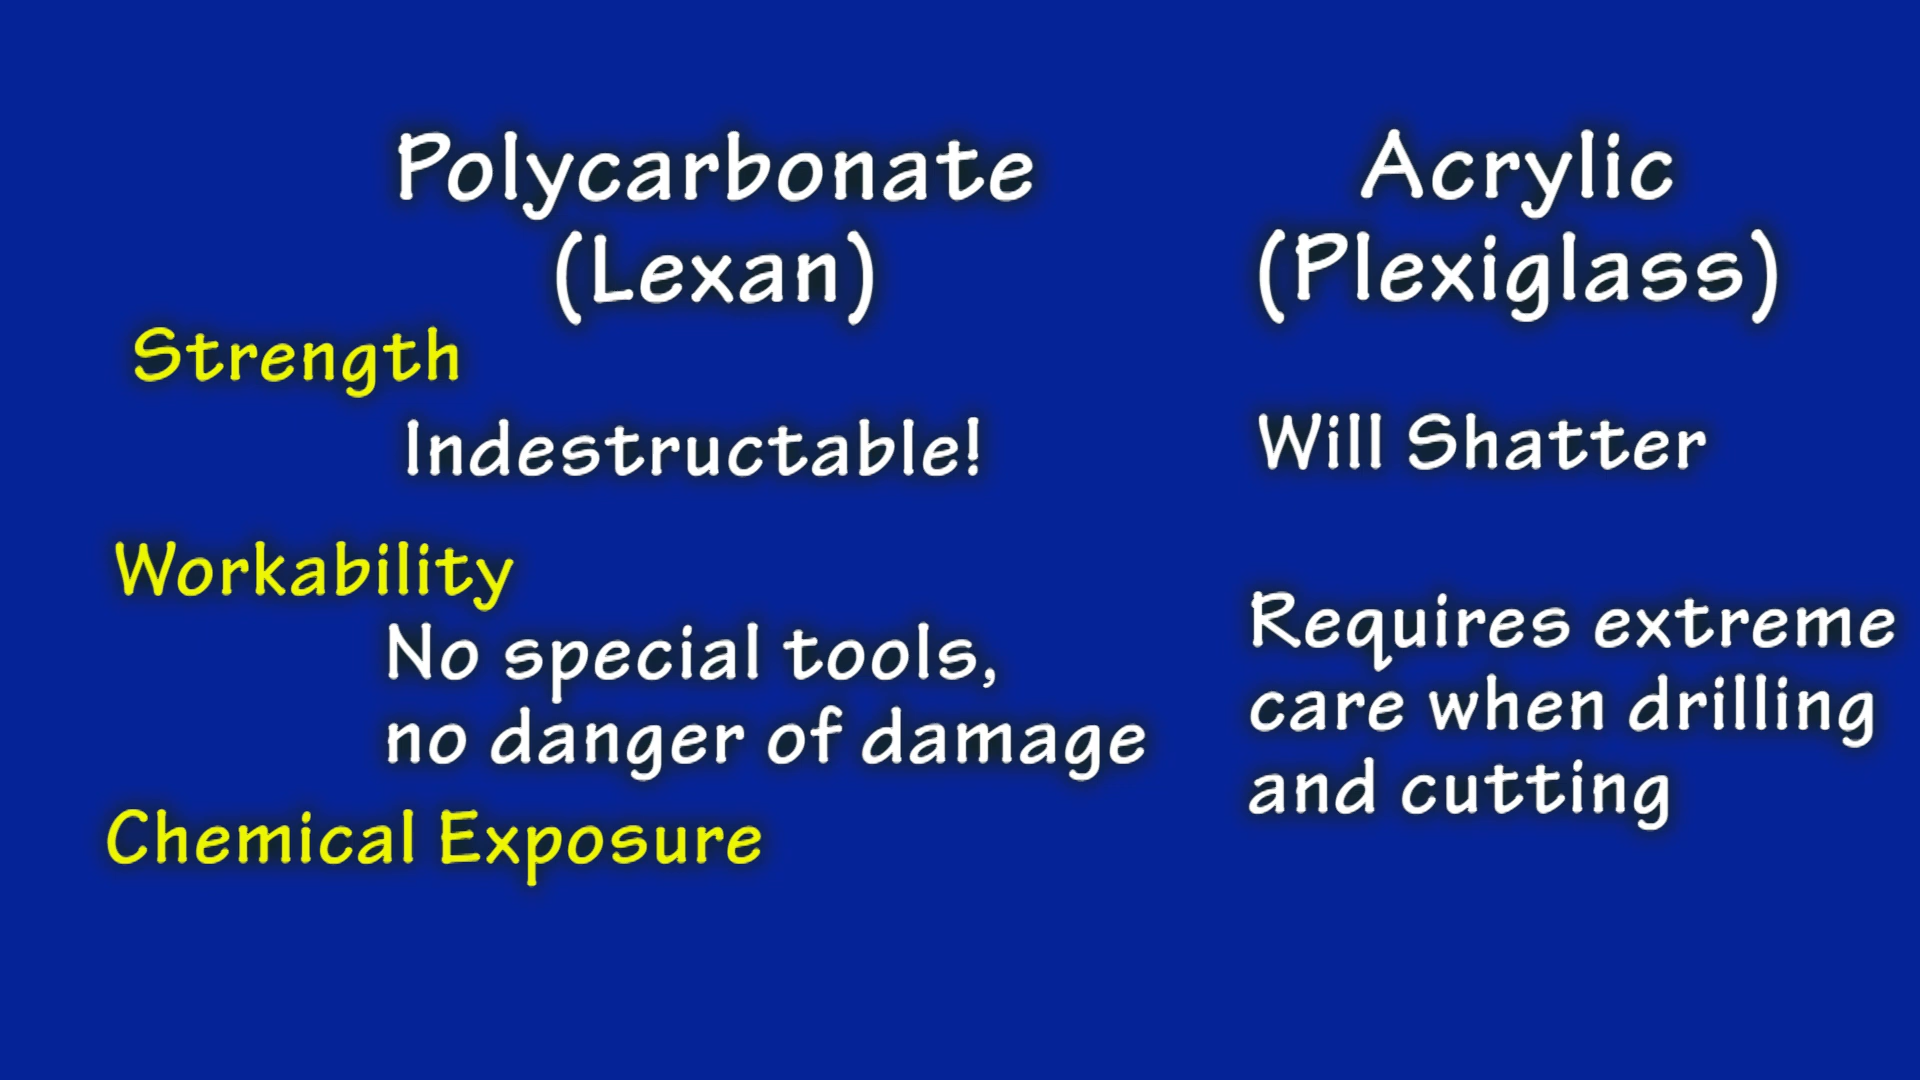 Polycarbonate
(Lexan)
Acrylic
(Plexiglass)
Strength
Indestructable!
Will Shatter
Workability
No special tools,
no danger of damage
Requires extreme
care when drilling
and cutting
Chemical Exposure